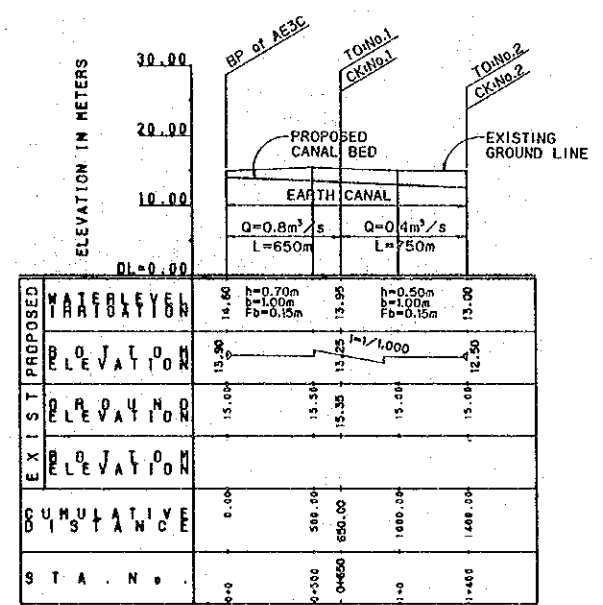 ELEVATION IN METERS
30.00
20.00
10.00
DL=0.00
BP of AE3C
TO:No.1
CK:No.1
TO:No.2
CK:No.2
PROPOSED
CANAL BED
EXISTING
GROUND LINE
EARTH CANAL
Q=0.8m³/s
L=650m
Q=0.4m³/s
L=750m
PROPOSED
WATERLEVEL
IRRIGATION
14.60
h=0.70m
b=1.00m
Fb=0.15m
13.95
h=0.50m
b=1.00m
Fb=0.15m
13.00
BOTTOM
ELEVATION
13.90
13.25
I=1/1,000
12.50
EXIST
GROUND
ELEVATION
15.00
15.50
15.35
15.00
15.00
BOTTOM
ELEVATION
CUMULATIVE
DISTANCE
0.00
500.00
650.00
1000.00
1400.00
STA. No.
0+0
0+500
0+650
1+0
1+400